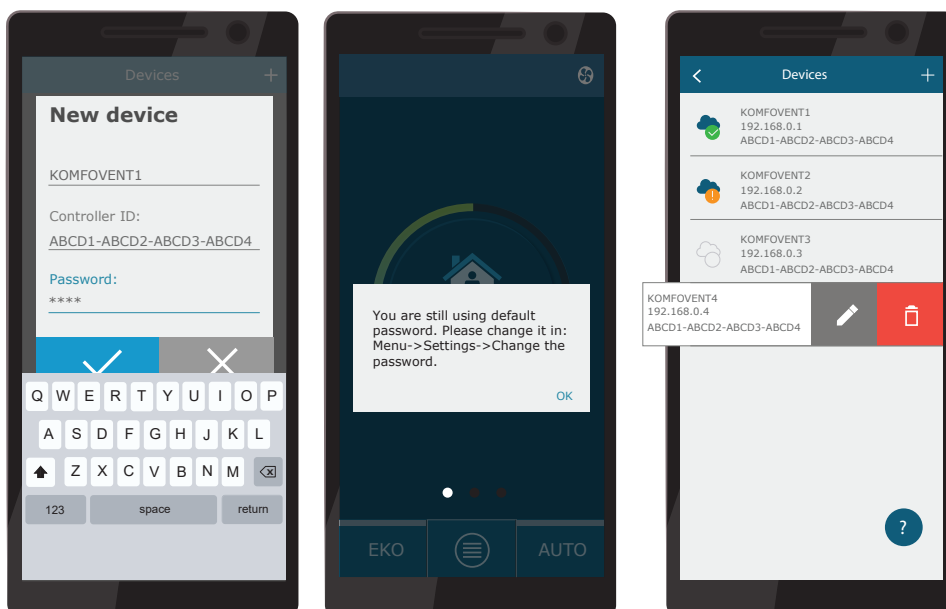 Devices +
New device
KOMFOVENT1
Controller ID:
ABCD1-ABCD2-ABCD3-ABCD4
Password:
****
Q W E R T Y U I O P
A S D F G H J K L
Z X C V B N M
123 space return
You are still using default
password. Please change it in:
Menu->Settings->Change the
password.
OK
EKO AUTO
Devices +
KOMFOVENT1
192.168.0.1
ABCD1-ABCD2-ABCD3-ABCD4
KOMFOVENT2
192.168.0.2
ABCD1-ABCD2-ABCD3-ABCD4
!
KOMFOVENT3
192.168.0.3
ABCD1-ABCD2-ABCD3-ABCD4
KOMFOVENT4
192.168.0.4
ABCD1-ABCD2-ABCD3-ABCD4
?